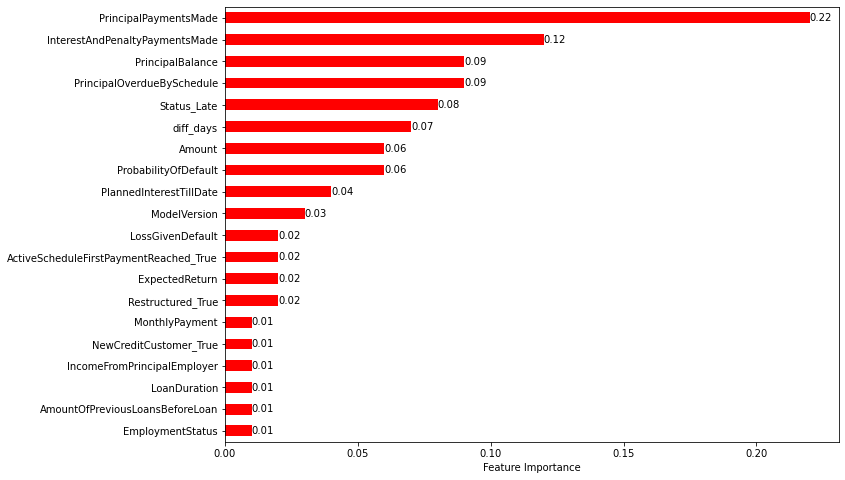 PrincipalPaymentsMade 0.22
InterestAndPenaltyPaymentsMade 0.12
PrincipalBalance 0.09
PrincipalOverdueBySchedule 0.09
Status_Late 0.08
diff_days 0.07
Amount 0.06
ProbabilityOfDefault 0.06
PlannedInterestTillDate 0.04
ModelVersion 0.03
LossGivenDefault 0.02
ActiveScheduleFirstPaymentReached_True 0.02
ExpectedReturn 0.02
Restructured_True 0.02
MonthlyPayment 0.01
NewCreditCustomer_True 0.01
IncomeFromPrincipalEmployer 0.01
LoanDuration 0.01
AmountOfPreviousLoansBeforeLoan 0.01
EmploymentStatus 0.01
0.00 0.05 0.10 0.15 0.20
Feature Importance